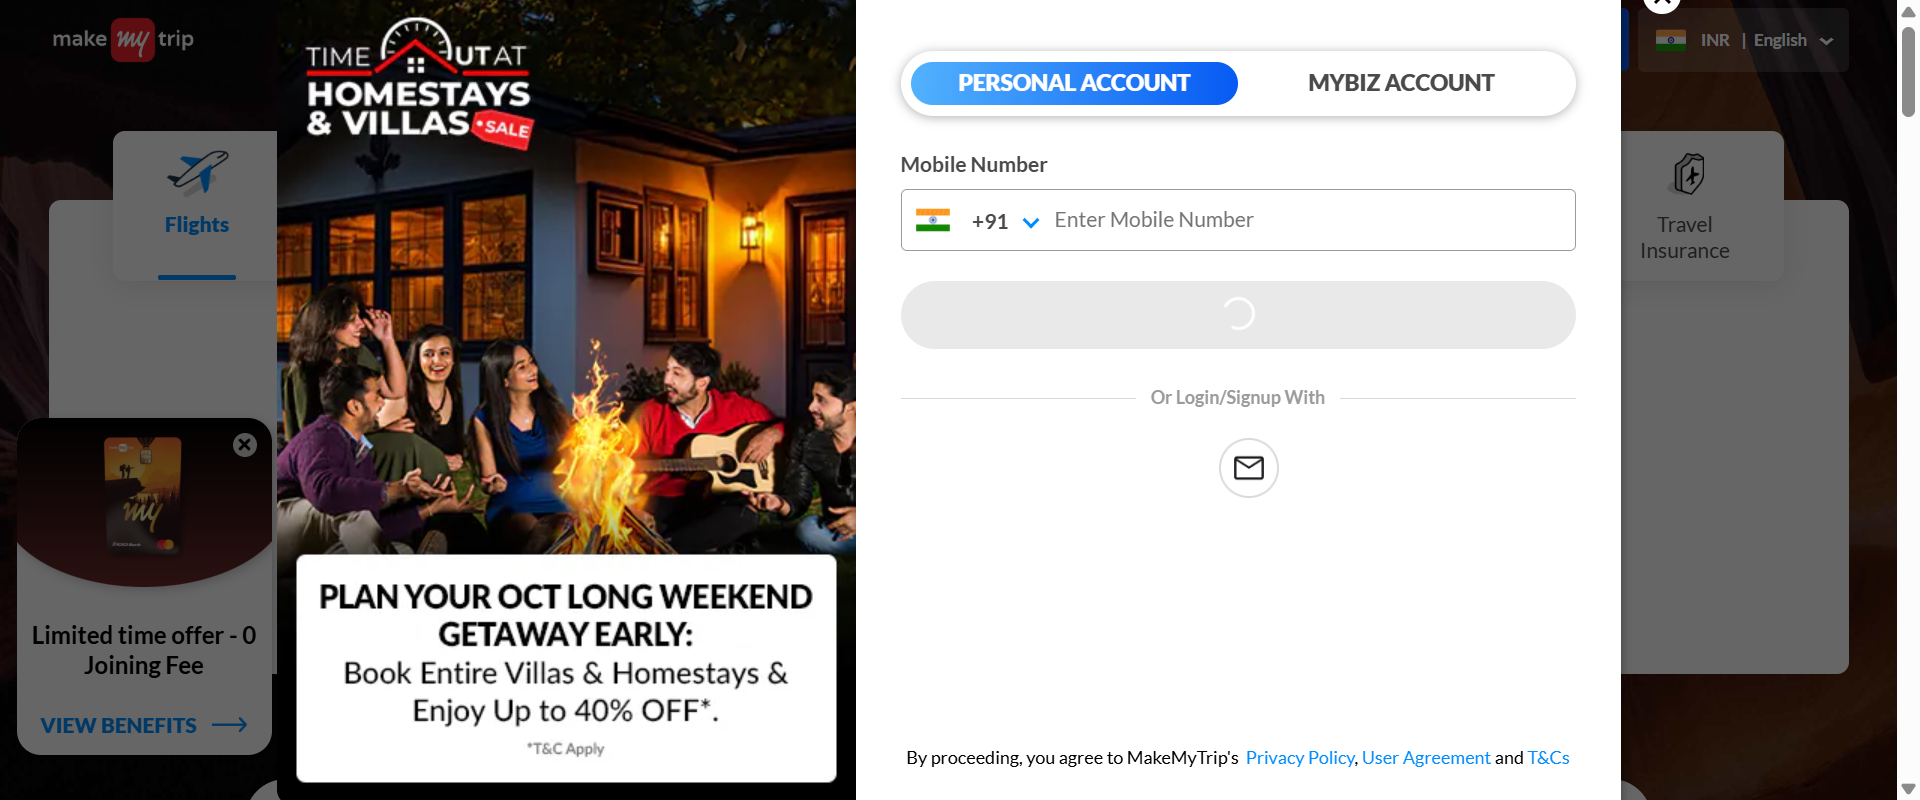 make my trip
INR | English
Flights
Travel
Insurance
my
Limited time offer - 0
Joining Fee
VIEW BENEFITS
TIME OUT AT
HOMESTAYS
& VILLAS SALE
PLAN YOUR OCT LONG WEEKEND
GETAWAY EARLY:
Book Entire Villas & Homestays &
Enjoy Up to 40% OFF*.
*T&C Apply
PERSONAL ACCOUNT
MYBIZ ACCOUNT
Mobile Number
+91 Enter Mobile Number
Or Login/Signup With
By proceeding, you agree to MakeMyTrip's Privacy Policy, User Agreement and T&Cs